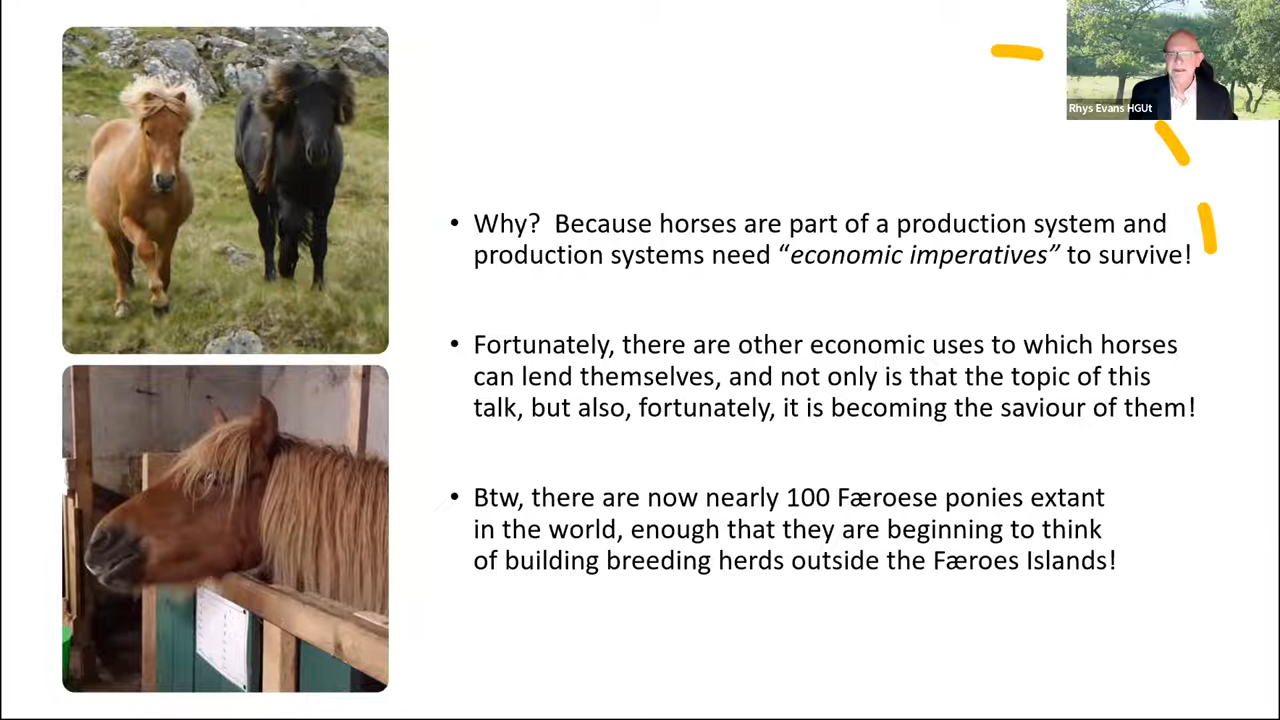 Rhys Evans HGUt
• Why?  Because horses are part of a production system and
production systems need “economic imperatives” to survive!
• Fortunately, there are other economic uses to which horses
can lend themselves, and not only is that the topic of this
talk, but also, fortunately, it is becoming the saviour of them!
• Btw, there are now nearly 100 Færoese ponies extant
in the world, enough that they are beginning to think
of building breeding herds outside the Færoes Islands!